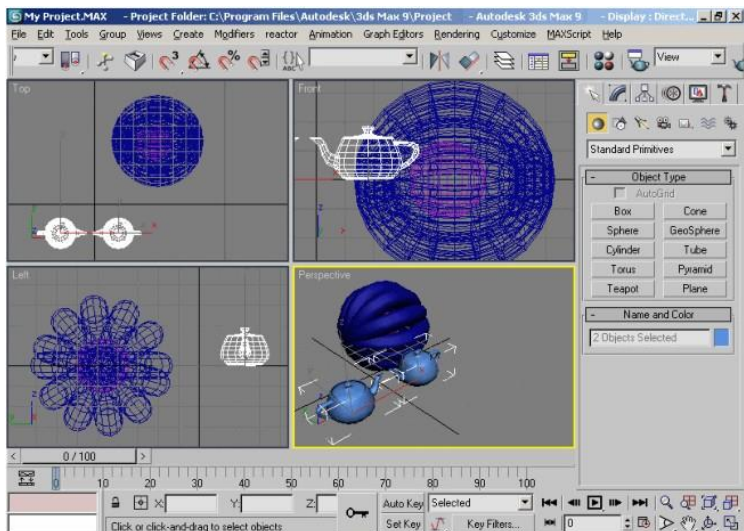 My Project.MAX - Project Folder: C:\Program Files\Autodesk\3ds Max 9\Project - Autodesk 3ds Max 9 - Display : Direct...
File Edit Tools Group Views Create Modifiers reactor Animation Graph Editors Rendering Customize MAXScript Help
3 % ABC View
Top
Front
Left
Perspective
Standard Primitives
- Object Type
AutoGrid
Box Cone
Sphere GeoSphere
Cylinder Tube
Torus Pyramid
Teapot Plane
- Name and Color
2 Objects Selected
< 0 / 100 >
0 10 20 30 40 50 60 70 80 90 100
X: Y: Z: Auto Key Selected
Click or click-and-drag to select objects Set Key Key Filters... 0